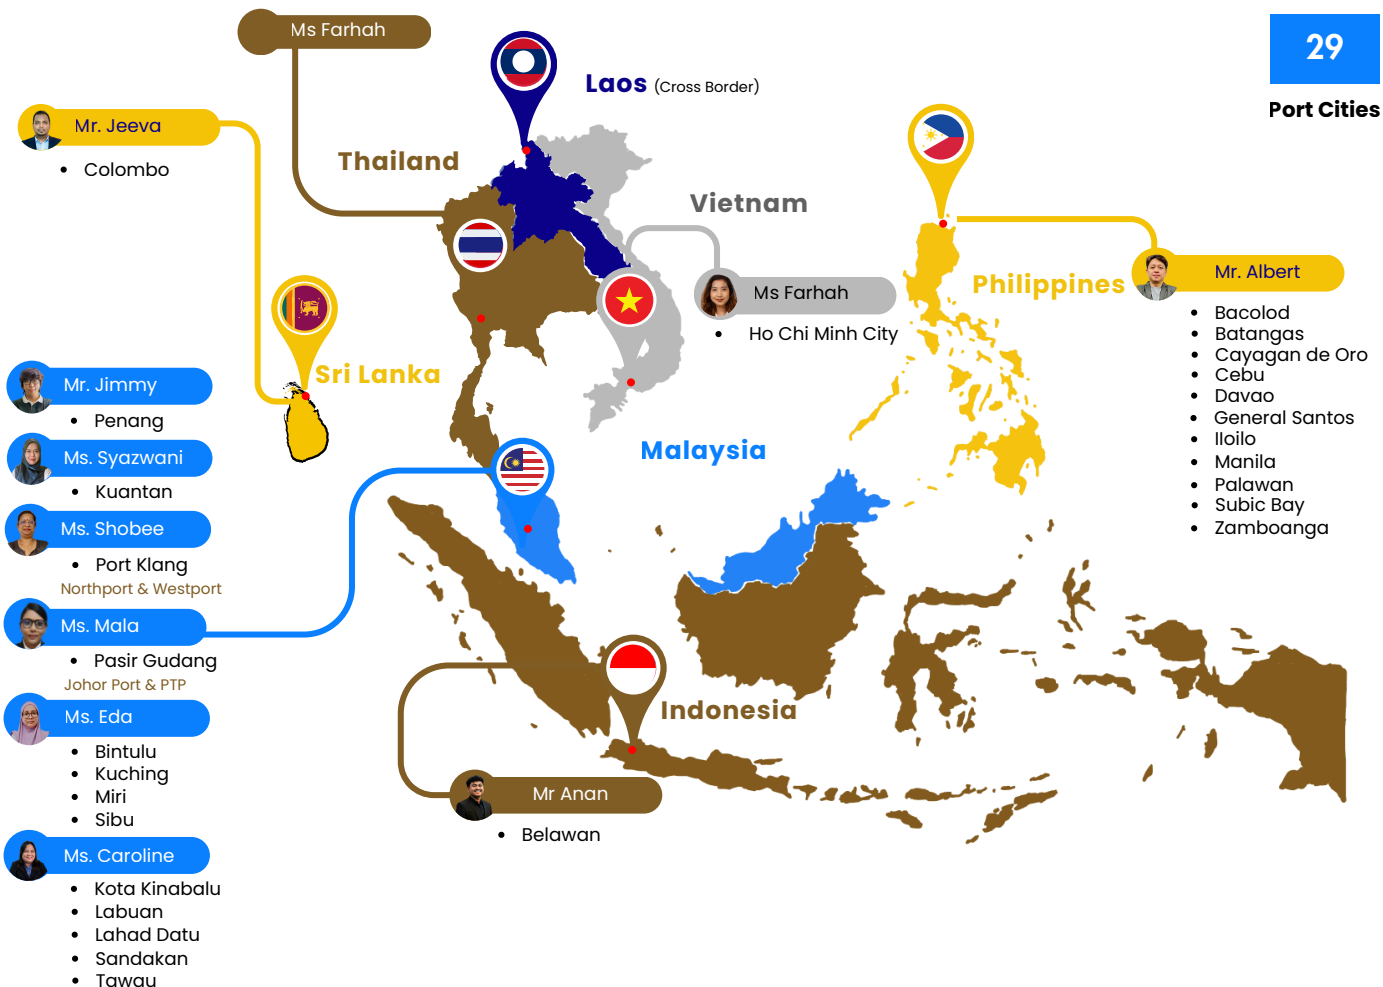 Ms Farhah
29
Port Cities
Laos (Cross Border)
Mr. Jeeva
• Colombo
Thailand
Vietnam
Ms Farhah
• Ho Chi Minh City
Philippines
Mr. Albert
• Bacolod
• Batangas
• Cayagan de Oro
• Cebu
• Davao
• General Santos
• Iloilo
• Manila
• Palawan
• Subic Bay
• Zamboanga
Sri Lanka
Mr. Jimmy
• Penang
Ms. Syazwani
• Kuantan
Ms. Shobee
• Port Klang
Northport & Westport
Ms. Mala
• Pasir Gudang
Johor Port & PTP
Ms. Eda
• Bintulu
• Kuching
• Miri
• Sibu
Ms. Caroline
• Kota Kinabalu
• Labuan
• Lahad Datu
• Sandakan
• Tawau
Malaysia
Indonesia
Mr Anan
• Belawan